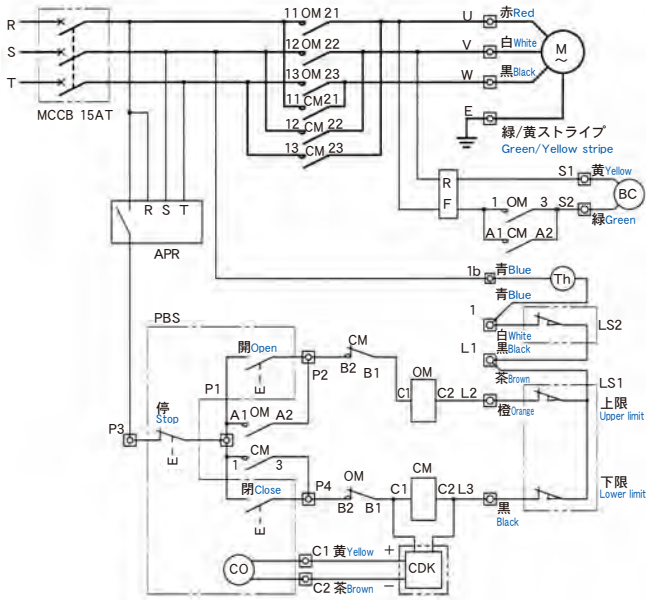 11 OM 21
U
赤Red
R
12 OM 22
V
白White
S
M
～
13 OM 23
W
黒Black
T
11 CM 21
E
MCCB 15AT
12 CM 22
緑/黄ストライプ
Green/Yellow stripe
13 CM 23
S1 黄Yellow
R
F
BC
1 OM 3 S2
緑Green
R S T
A1 CM A2
APR
1b 青Blue
Th
青Blue
1
PBS
白White
LS2
L1
黒Black
開Open
CM
茶Brown
P2
B2 B1
OM
LS1
P1
E
C1
C2 L2
上限
Upper limit
停
Stop
A1 OM A2
橙Orange
P3
CM
E
1 3
OM
CM
下限
Lower limit
閉Close
P4
C1
C2 L3
B2 B1
E
黒
Black
C1 黄Yellow +
CO
CDK
C2 茶Brown −